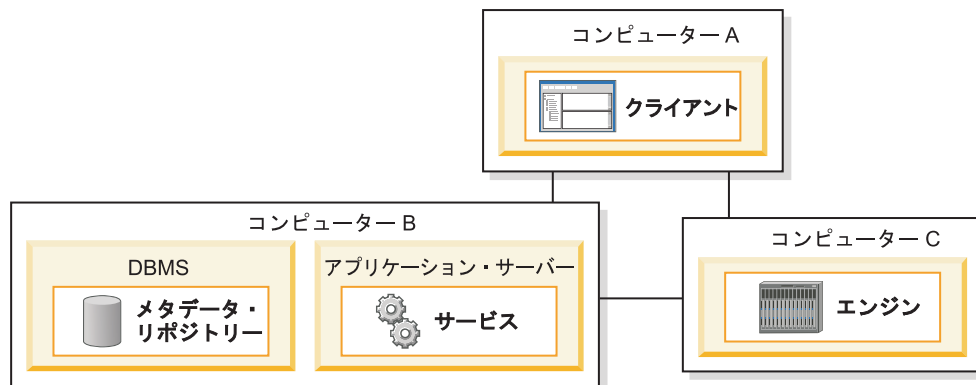 コンピューター A
クライアント
コンピューター B
DBMS
メタデータ・
リポジトリー
アプリケーション・サーバー
サービス
コンピューター C
エンジン